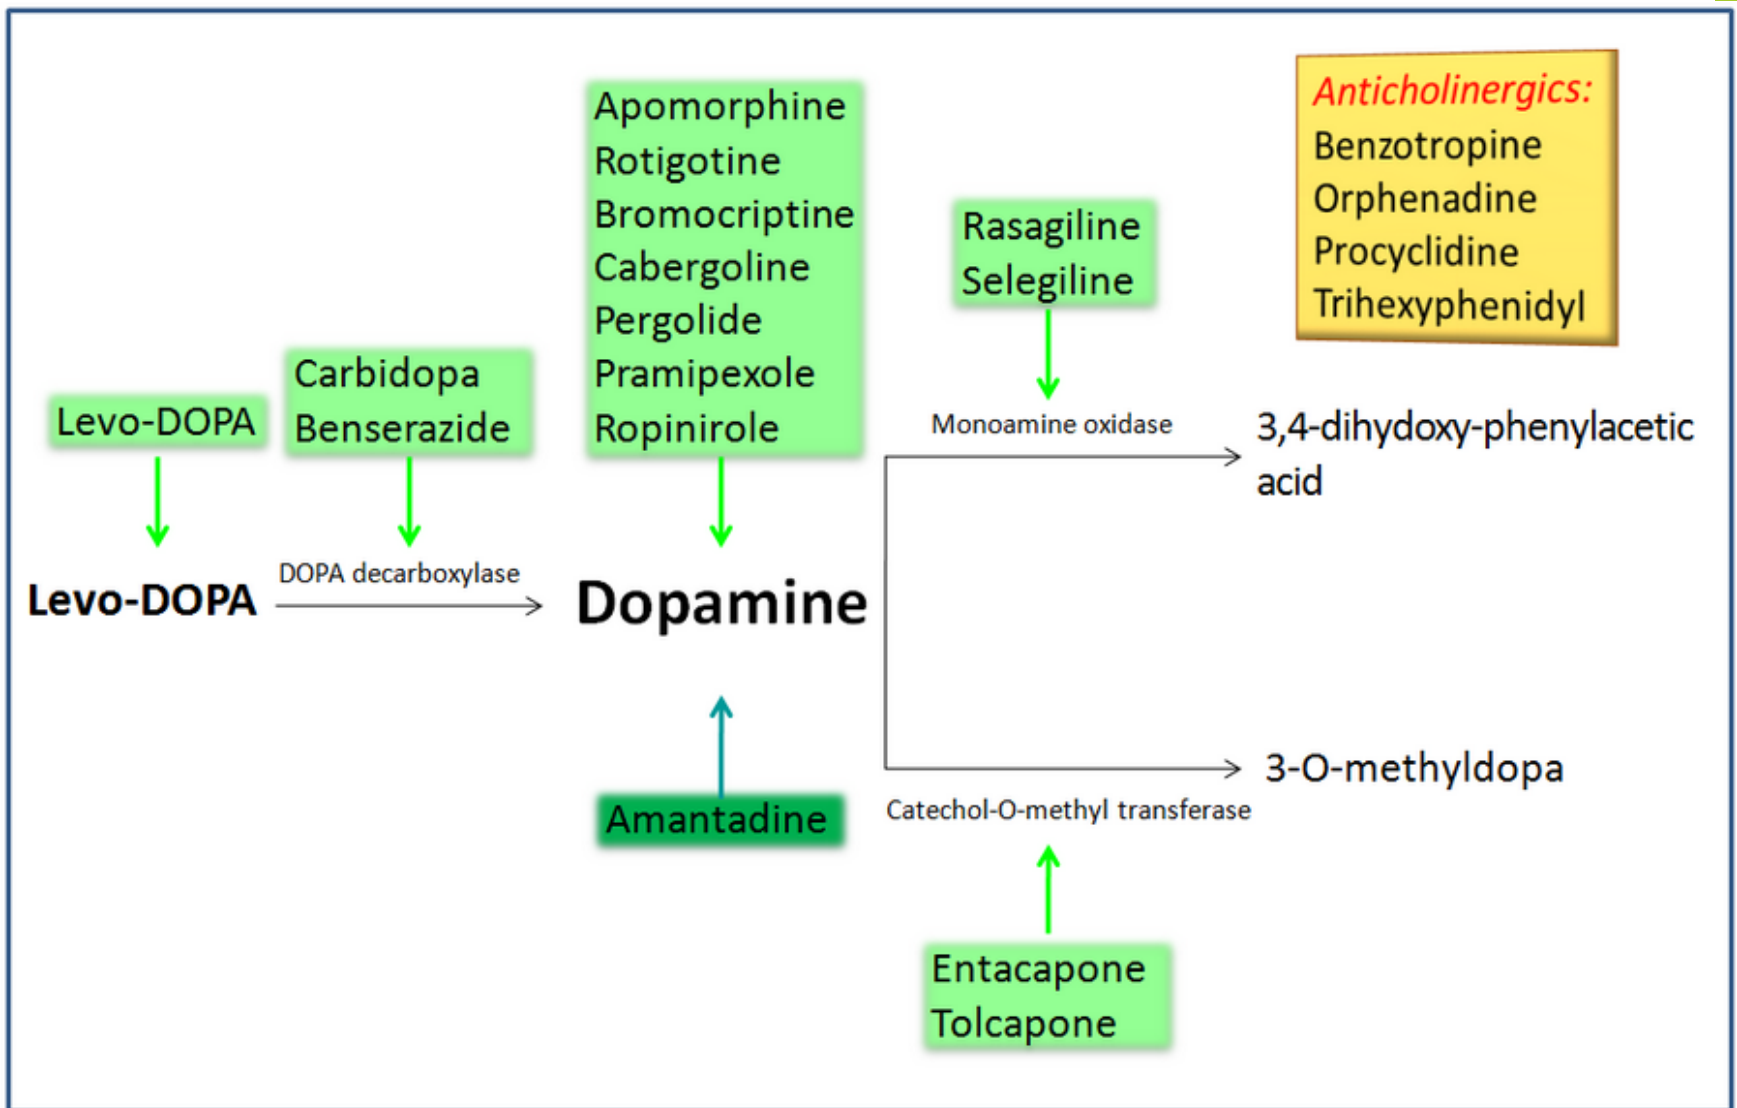 Apomorphine
Rotigotine
Bromocriptine
Cabergoline
Pergolide
Pramipexole
Ropinirole
Anticholinergics:
Benzotropine
Orphenadine
Procyclidine
Trihexyphenidyl
Rasagiline
Selegiline
Carbidopa
Benserazide
Levo-DOPA
Monoamine oxidase
3,4-dihydoxy-phenylacetic
acid
Levo-DOPA
DOPA decarboxylase
Dopamine
Amantadine
3-O-methyldopa
Catechol-O-methyl transferase
Entacapone
Tolcapone